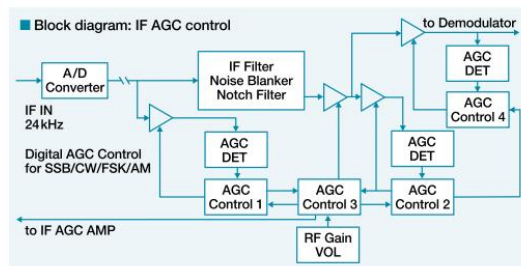 ■ Block diagram: IF AGC control
to Demodulator
A/D
Converter
IF Filter
Noise Blanker
Notch Filter
AGC
DET
AGC
Control 4
IF IN
24kHz
Digital AGC Control
for SSB/CW/FSK/AM
AGC
DET
AGC
DET
AGC
Control 1
AGC
Control 3
AGC
Control 2
to IF AGC AMP
RF Gain
VOL